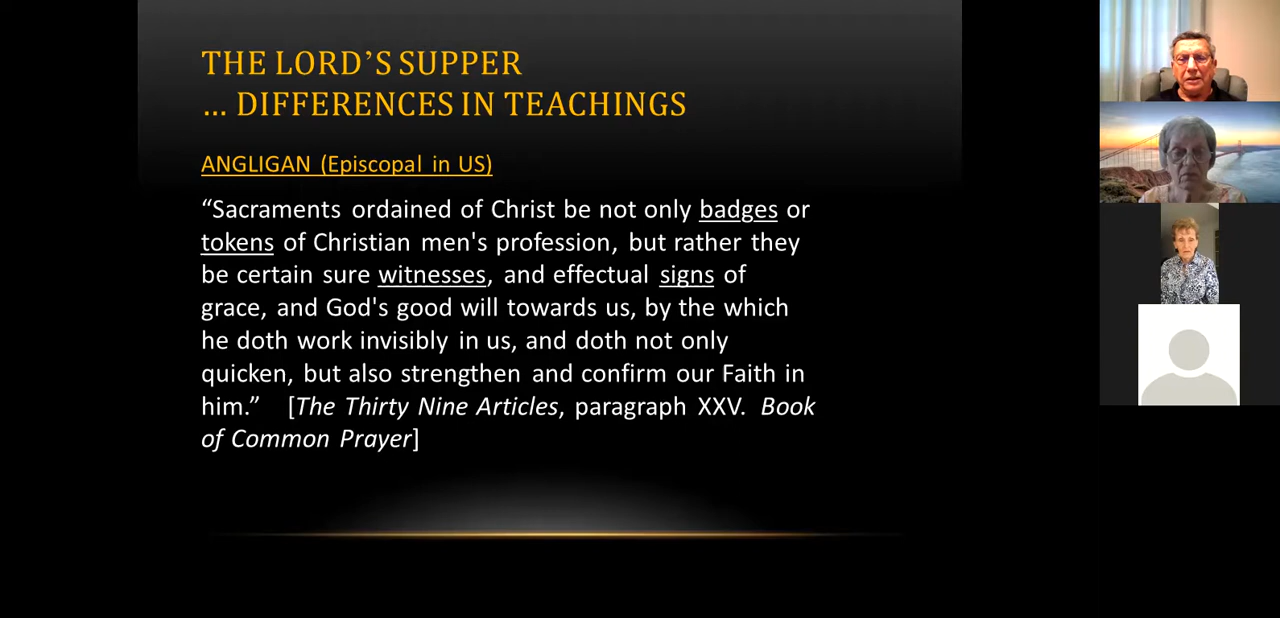 THE LORD’S SUPPER
… DIFFERENCES IN TEACHINGS
ANGLIGAN (Episcopal in US)
“Sacraments ordained of Christ be not only badges or
tokens of Christian men's profession, but rather they
be certain sure witnesses, and effectual signs of
grace, and God's good will towards us, by the which
he doth work invisibly in us, and doth not only
quicken, but also strengthen and confirm our Faith in
him.” [The Thirty Nine Articles, paragraph XXV. Book
of Common Prayer]